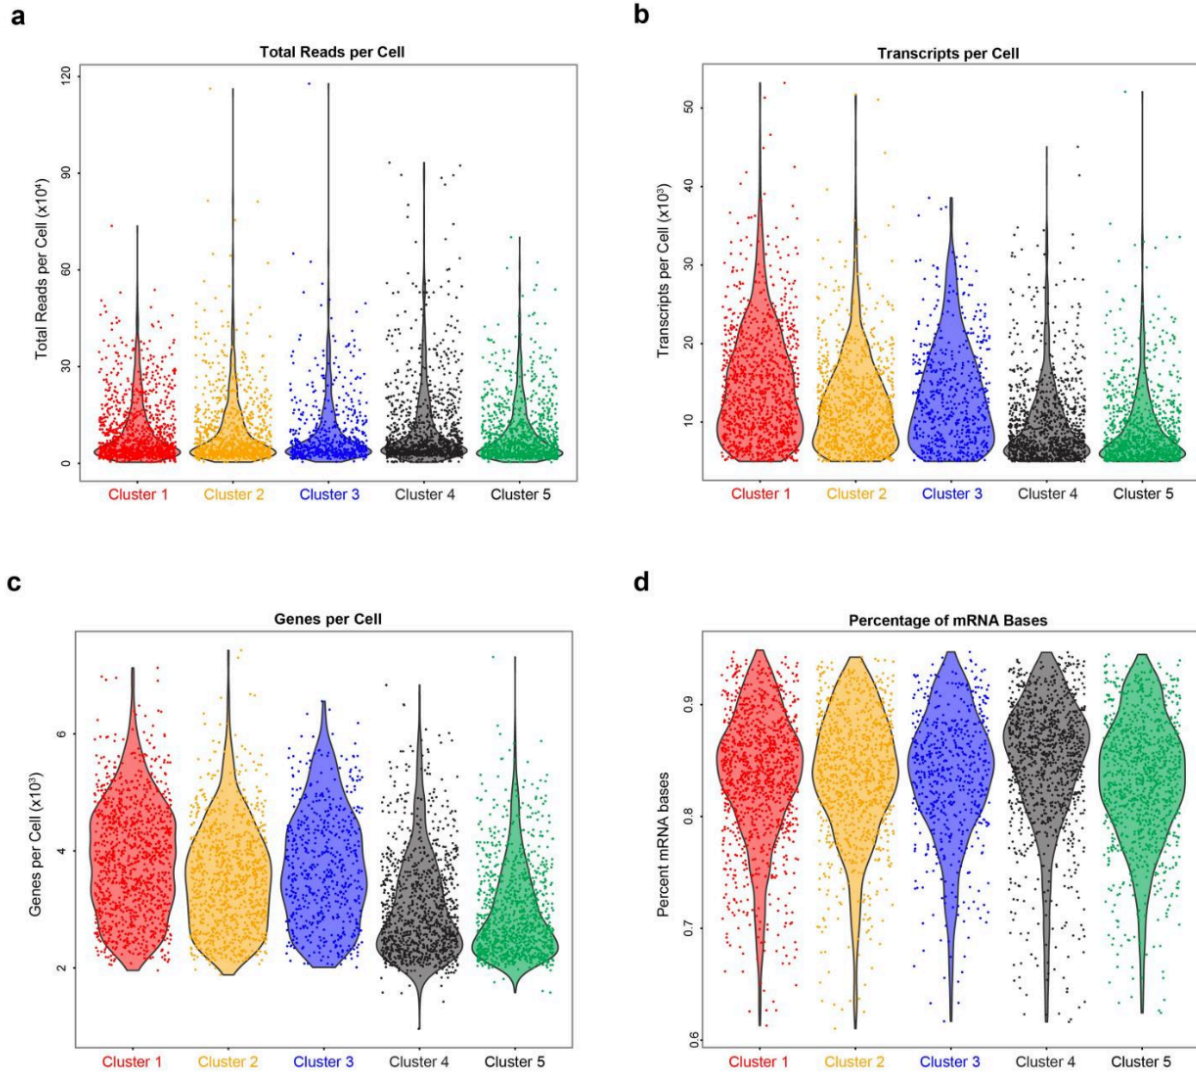 a
Total Reads per Cell
Total Reads per Cell (x10⁴)
120
90
60
30
0
Cluster 1 Cluster 2 Cluster 3 Cluster 4 Cluster 5
b
Transcripts per Cell
Transcripts per Cell (x10³)
50
40
30
20
10
Cluster 1 Cluster 2 Cluster 3 Cluster 4 Cluster 5
c
Genes per Cell
Genes per Cell (x10³)
6
4
2
Cluster 1 Cluster 2 Cluster 3 Cluster 4 Cluster 5
d
Percentage of mRNA Bases
Percent mRNA bases
0.9
0.8
0.7
0.6
Cluster 1 Cluster 2 Cluster 3 Cluster 4 Cluster 5